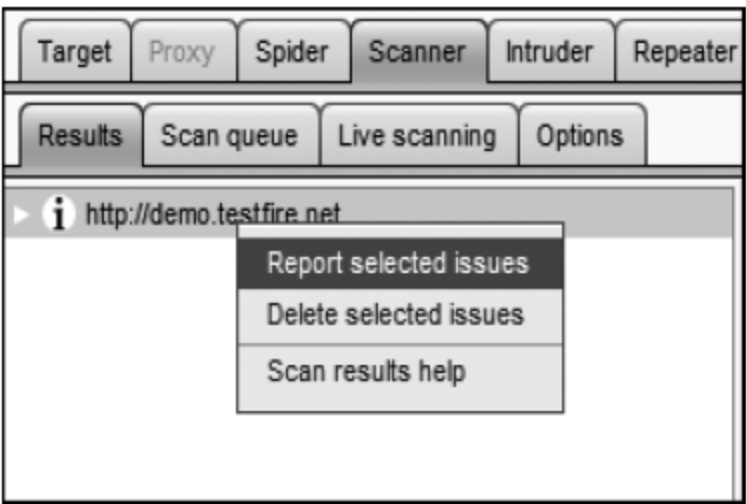 Target Proxy Spider Scanner Intruder Repeater
Results Scan queue Live scanning Options
http://demo.testfire.net
Report selected issues
Delete selected issues
Scan results help